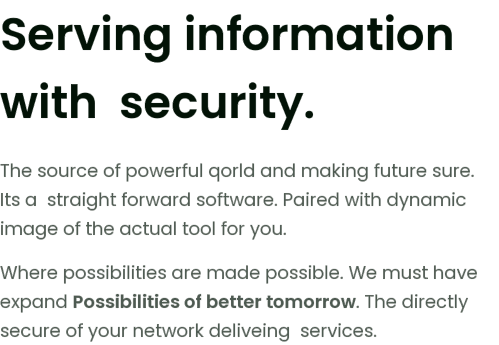 Serving information
with  security.
The source of powerful qorld and making future sure.
Its a  straight forward software. Paired with dynamic
image of the actual tool for you.
Where possibilities are made possible. We must have
expand Possibilities of better tomorrow. The directly
secure of your network deliveing  services.